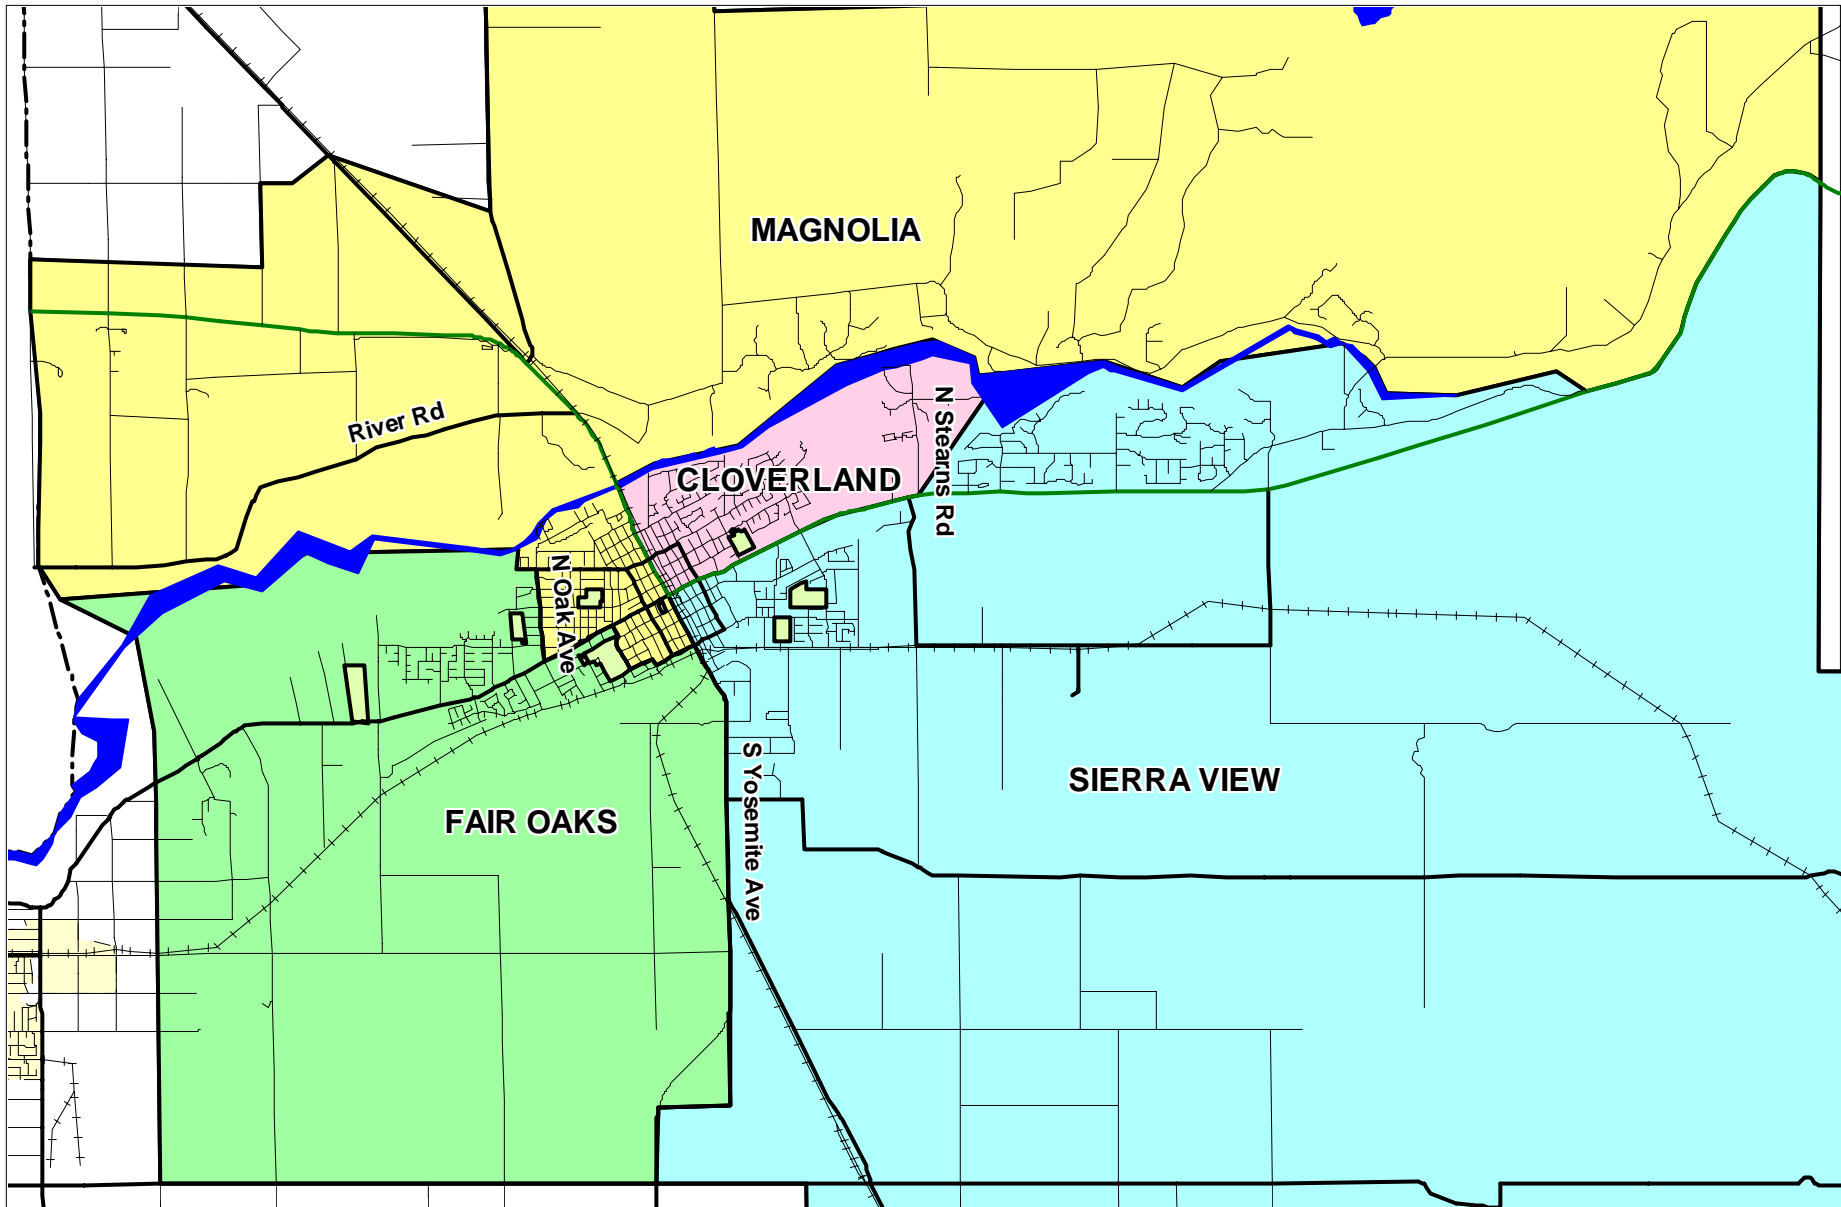 MAGNOLIA
River Rd
N Stearns Rd
CLOVERLAND
N Oak Ave
S Yosemite Ave
SIERRA VIEW
FAIR OAKS